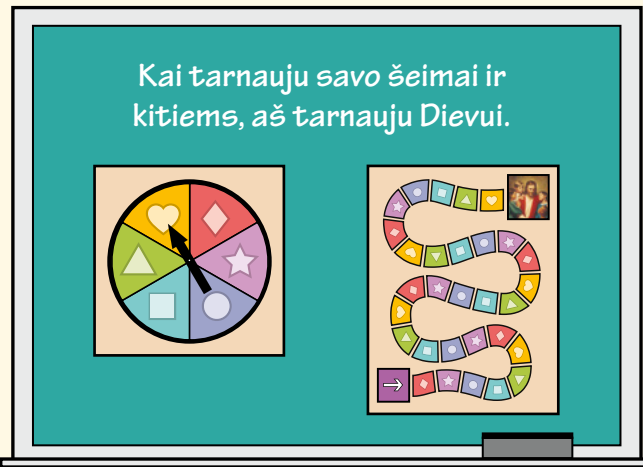 Kai tarnauju savo šeimai ir
kitiems, aš tarnauju Dievui.